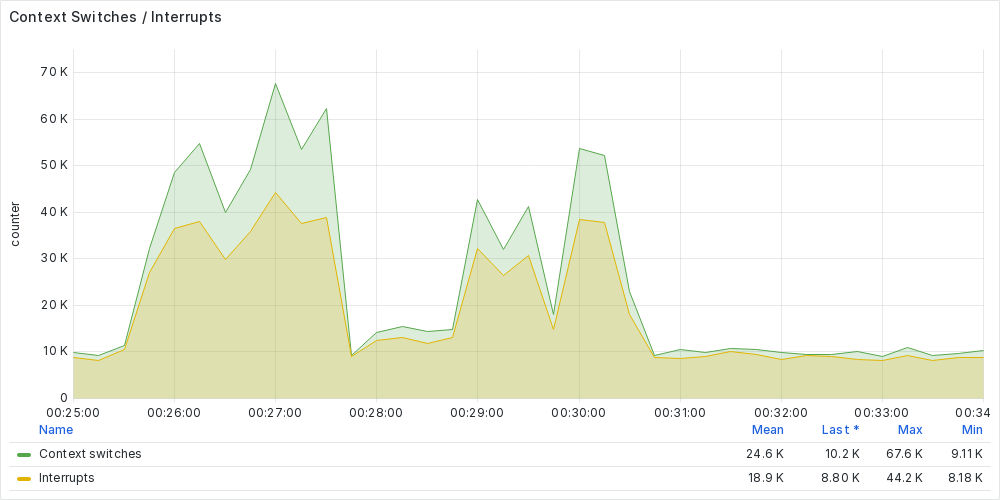 Context Switches / Interrupts
70 K
60 K
50 K
40 K
30 K
20 K
10 K
0
counter
00:25:00 00:26:00 00:27:00 00:28:00 00:29:00 00:30:00 00:31:00 00:32:00 00:33:00 00:34
Name Mean Last * Max Min
Context switches 24.6 K 10.2 K 67.6 K 9.11 K
Interrupts 18.9 K 8.80 K 44.2 K 8.18 K